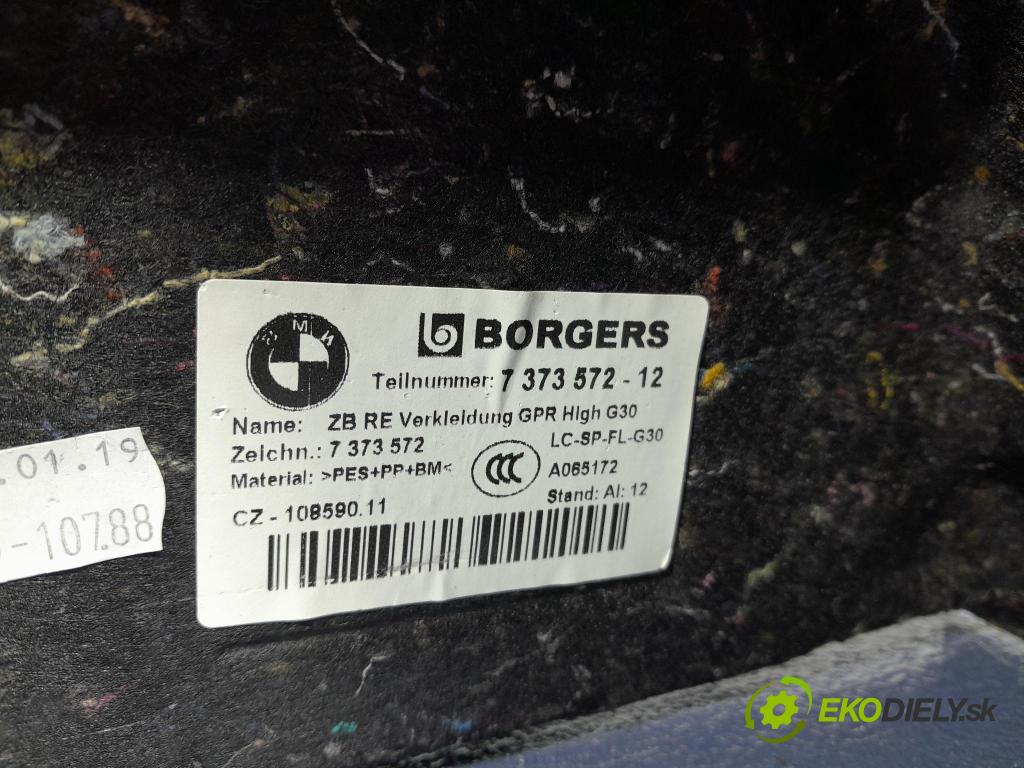 BMW
BORGERS
Teilnummer: 7 373 572 - 12
Name: ZB RE Verkleidung GPR High G30
Zeichn.: 7 373 572
LC-SP-FL-G30
Material: >PES+PP+BM<
CCC
A065172
Stand: AI: 12
CZ - 108590.11
.01.19
-107.88
EKODIELY.sk